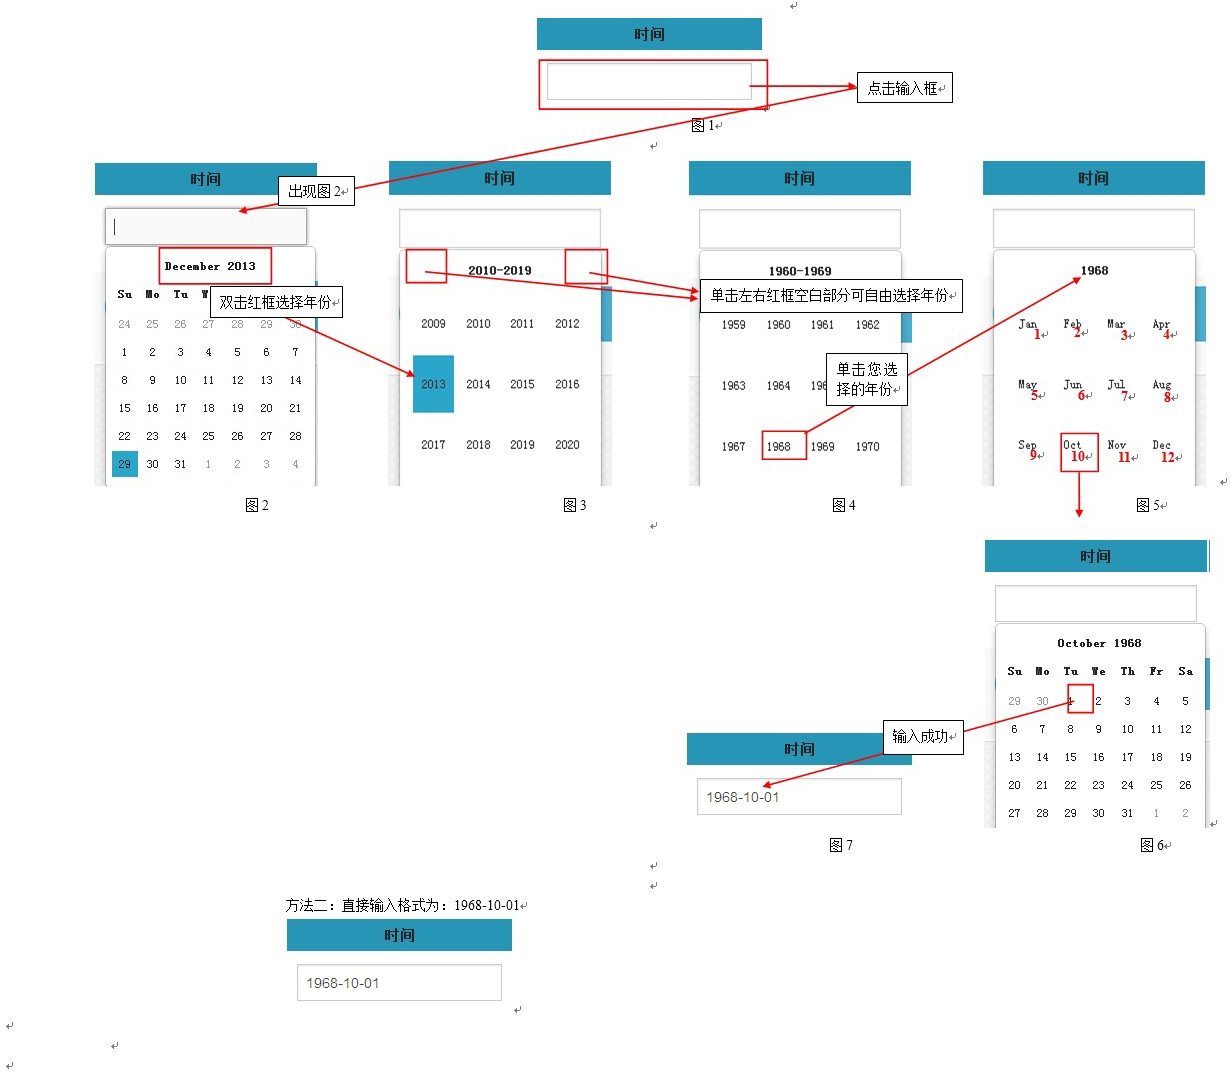 时间
点击输入框
图 1
时间
出现图 2
December 2013
双击红框选择年份
Su Mo Tu W
24 25 26 27 28 29 30
1 2 3 4 5 6 7
8 9 10 11 12 13 14
15 16 17 18 19 20 21
22 23 24 25 26 27 28
29 30 31 1 2 3 4
图 2
时间
2010-2019
2009 2010 2011 2012
2013 2014 2015 2016
2017 2018 2019 2020
图 3
时间
1960-1969
单击左右红框空白部分可自由选择年份
1959 1960 1961 1962
单击您选
择的年份
1963 1964
1967 1968 1969 1970
图 4
时间
1968
Jan Feb Mar Apr
1 2 3 4
May Jun Jul Aug
5 6 7 8
Sep Oct Nov Dec
9 10 11 12
图 5
时间
October 1968
Su Mo Tu We Th Fr Sa
29 30 1 2 3 4 5
6 7 8 9 10 11 12
13 14 15 16 17 18 19
20 21 22 23 24 25 26
27 28 29 30 31 1 2
图 6
输入成功
时间
1968-10-01
图 7
方法二：直接输入格式为：1968-10-01
时间
1968-10-01